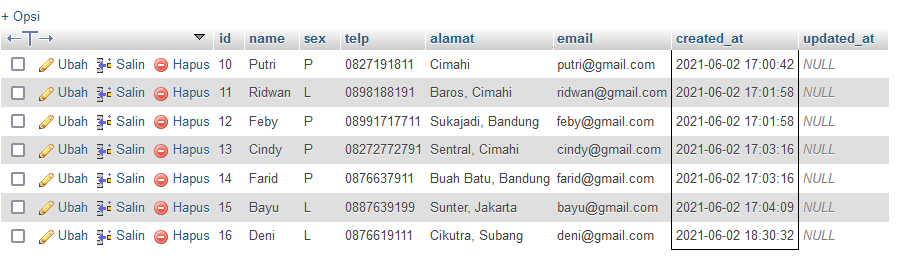 + Opsi
←T→ id name sex telp alamat email created_at updated_at
Ubah Salin Hapus 10 Putri P 0827191811 Cimahi putri@gmail.com 2021-06-02 17:00:42 NULL
Ubah Salin Hapus 11 Ridwan L 0898188191 Baros, Cimahi ridwan@gmail.com 2021-06-02 17:01:58 NULL
Ubah Salin Hapus 12 Feby P 08991717711 Sukajadi, Bandung feby@gmail.com 2021-06-02 17:01:58 NULL
Ubah Salin Hapus 13 Cindy P 08272772791 Sentral, Cimahi cindy@gmail.com 2021-06-02 17:03:16 NULL
Ubah Salin Hapus 14 Farid P 0876637911 Buah Batu, Bandung farid@gmail.com 2021-06-02 17:03:16 NULL
Ubah Salin Hapus 15 Bayu L 0887639199 Sunter, Jakarta bayu@gmail.com 2021-06-02 17:04:09 NULL
Ubah Salin Hapus 16 Deni L 0876619111 Cikutra, Subang deni@gmail.com 2021-06-02 18:30:32 NULL